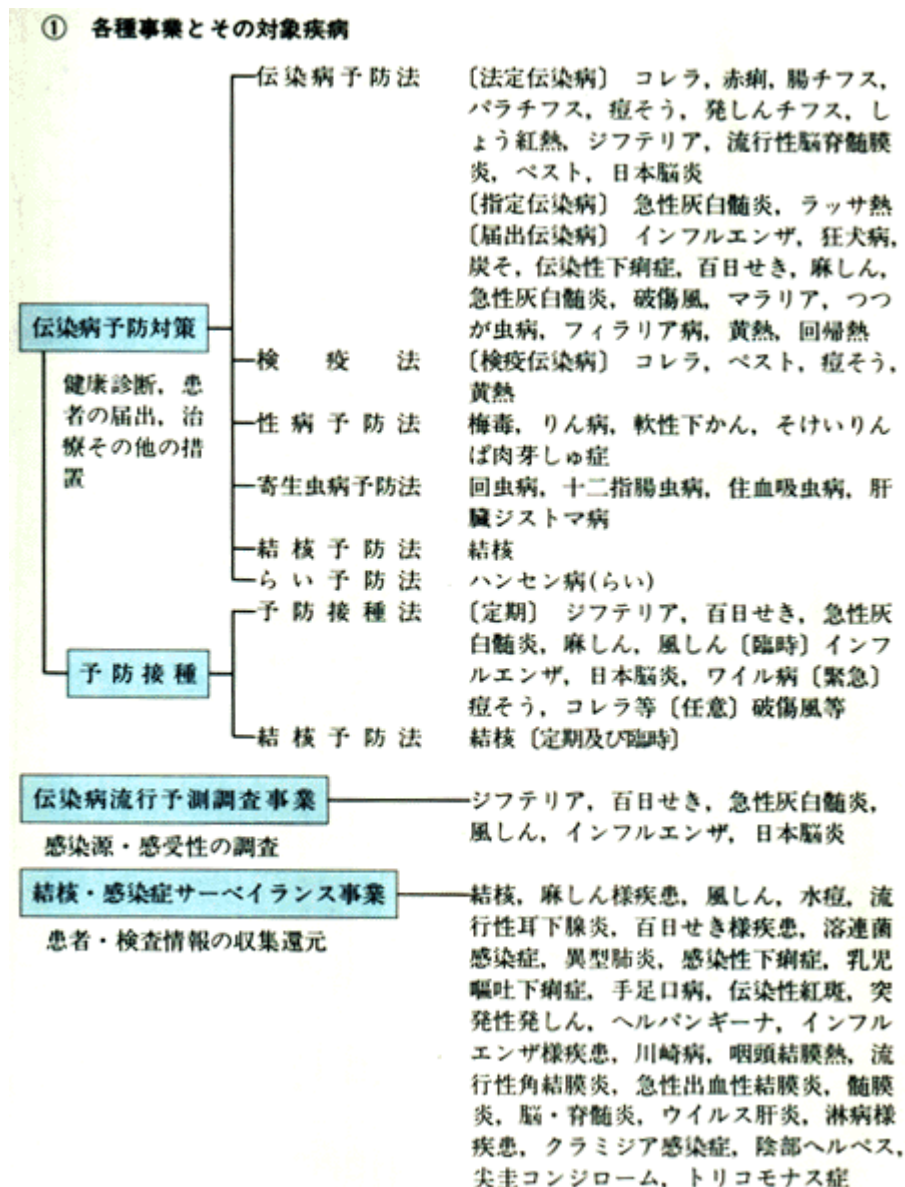 ① 各種事業とその対象疾病
伝染病予防対策
健康診断，患
者の届出，治
療その他の措
置
伝染病予防法
〔法定伝染病〕 コレラ，赤痢，腸チフス，
パラチフス，痘そう，発しんチフス，し
ょう紅熱，ジフテリア，流行性脳脊髄膜
炎，ペスト，日本脳炎
〔指定伝染病〕 急性灰白髄炎，ラッサ熱
〔届出伝染病〕 インフルエンザ，狂犬病，
炭そ，伝染性下痢症，百日せき，麻しん，
急性灰白髄炎，破傷風，マラリア，つつ
が虫病，フィラリア病，黄熱，回帰熱
検疫法
〔検疫伝染病〕 コレラ，ペスト，痘そう，
黄熱
性病予防法
梅毒，りん病，軟性下かん，そけいりん
ば肉芽しゅ症
寄生虫病予防法
回虫病，十二指腸虫病，住血吸虫病，肝
臓ジストマ病
結核予防法
結核
らい予防法
ハンセン病(らい)
予防接種
予防接種法
〔定期〕 ジフテリア，百日せき，急性灰
白髄炎，麻しん，風しん〔臨時〕インフ
ルエンザ，日本脳炎，ワイル病〔緊急〕
痘そう，コレラ等〔任意〕破傷風等
結核予防法
結核〔定期及び臨時〕
伝染病流行予測調査事業
感染源・感受性の調査
ジフテリア，百日せき，急性灰白髄炎，
風しん，インフルエンザ，日本脳炎
結核・感染症サーベイランス事業
患者・検査情報の収集還元
結核，麻しん様疾患，風しん，水痘，流
行性耳下腺炎，百日せき様疾患，溶連菌
感染症，異型肺炎，感染性下痢症，乳児
嘔吐下痢症，手足口病，伝染性紅斑，突
発性発しん，ヘルパンギーナ，インフル
エンザ様疾患，川崎病，咽頭結膜熱，流
行性角結膜炎，急性出血性結膜炎，髄膜
炎，脳・脊髄炎，ウイルス肝炎，淋病様
疾患，クラミジア感染症，陰部ヘルペス，
尖圭コンジローム，トリコモナス症